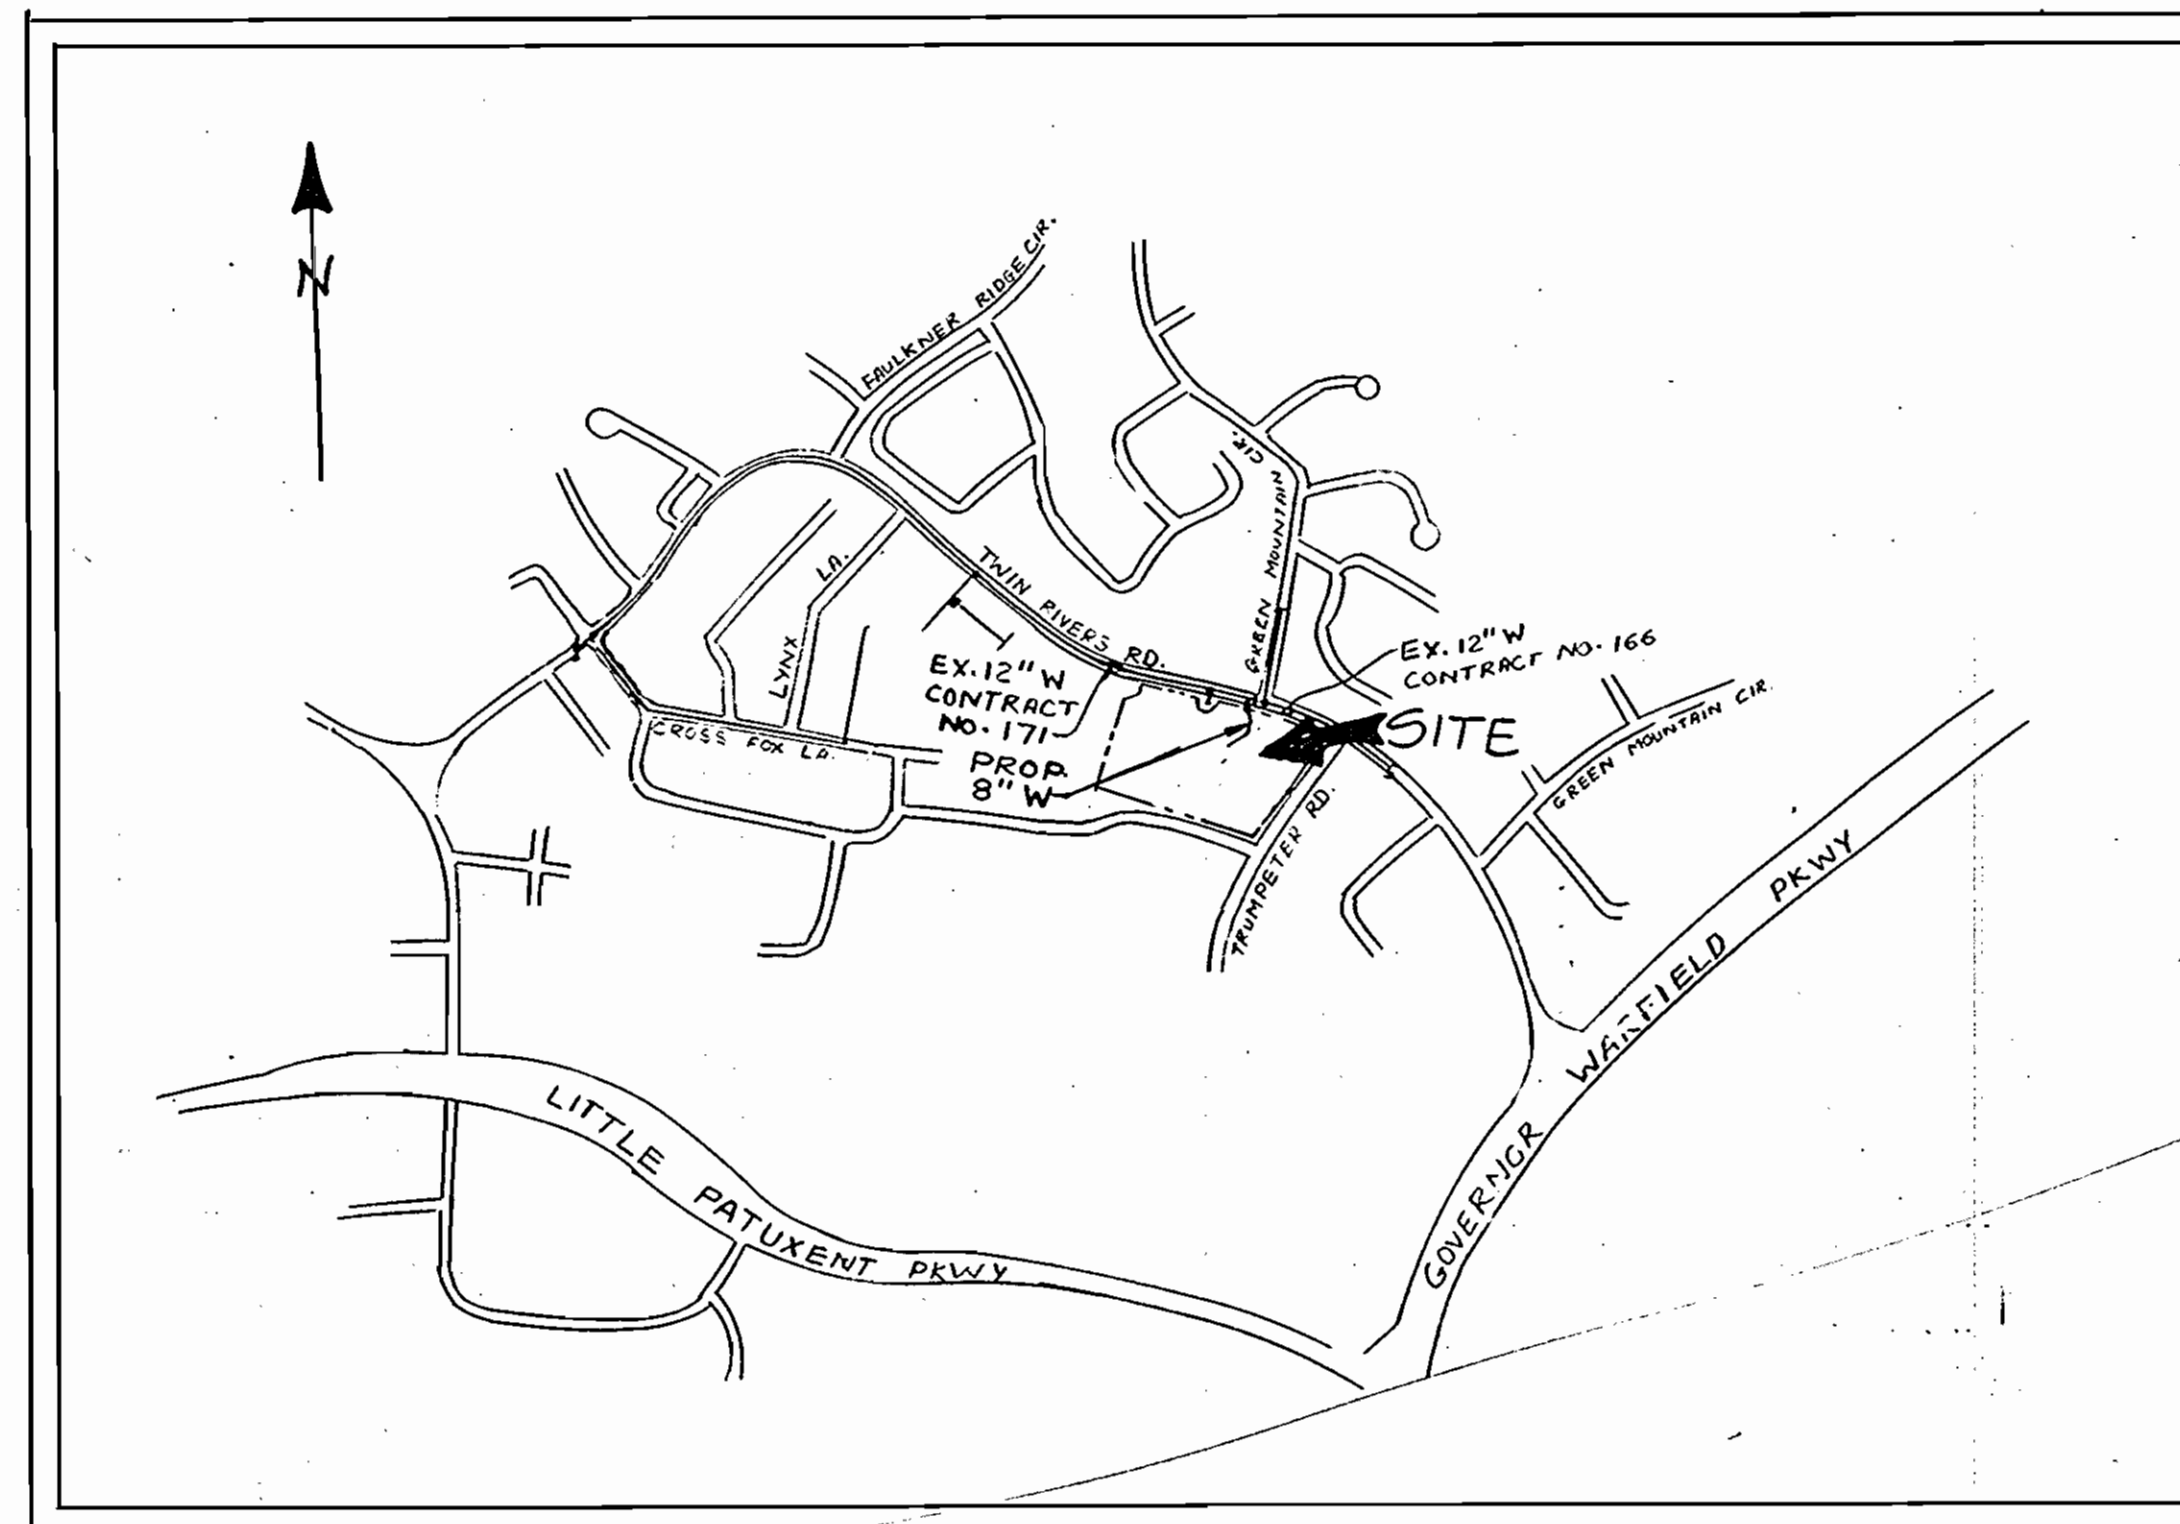 N
FAULKNER RIDGE CIR.
GREEN MOUNTAIN CIR.
TWIN RIVERS RD.
LYNX LA.
EX. 12" W
CONTRACT NO. 166
EX. 12" W
CONTRACT
NO. 171
SITE
PROP.
8" W
CROSS FOX LA.
GREEN MOUNTAIN CIR.
TRUMPETER RD.
GOVERNOR WARFIELD PKWY
LITTLE PATUXENT PKWY